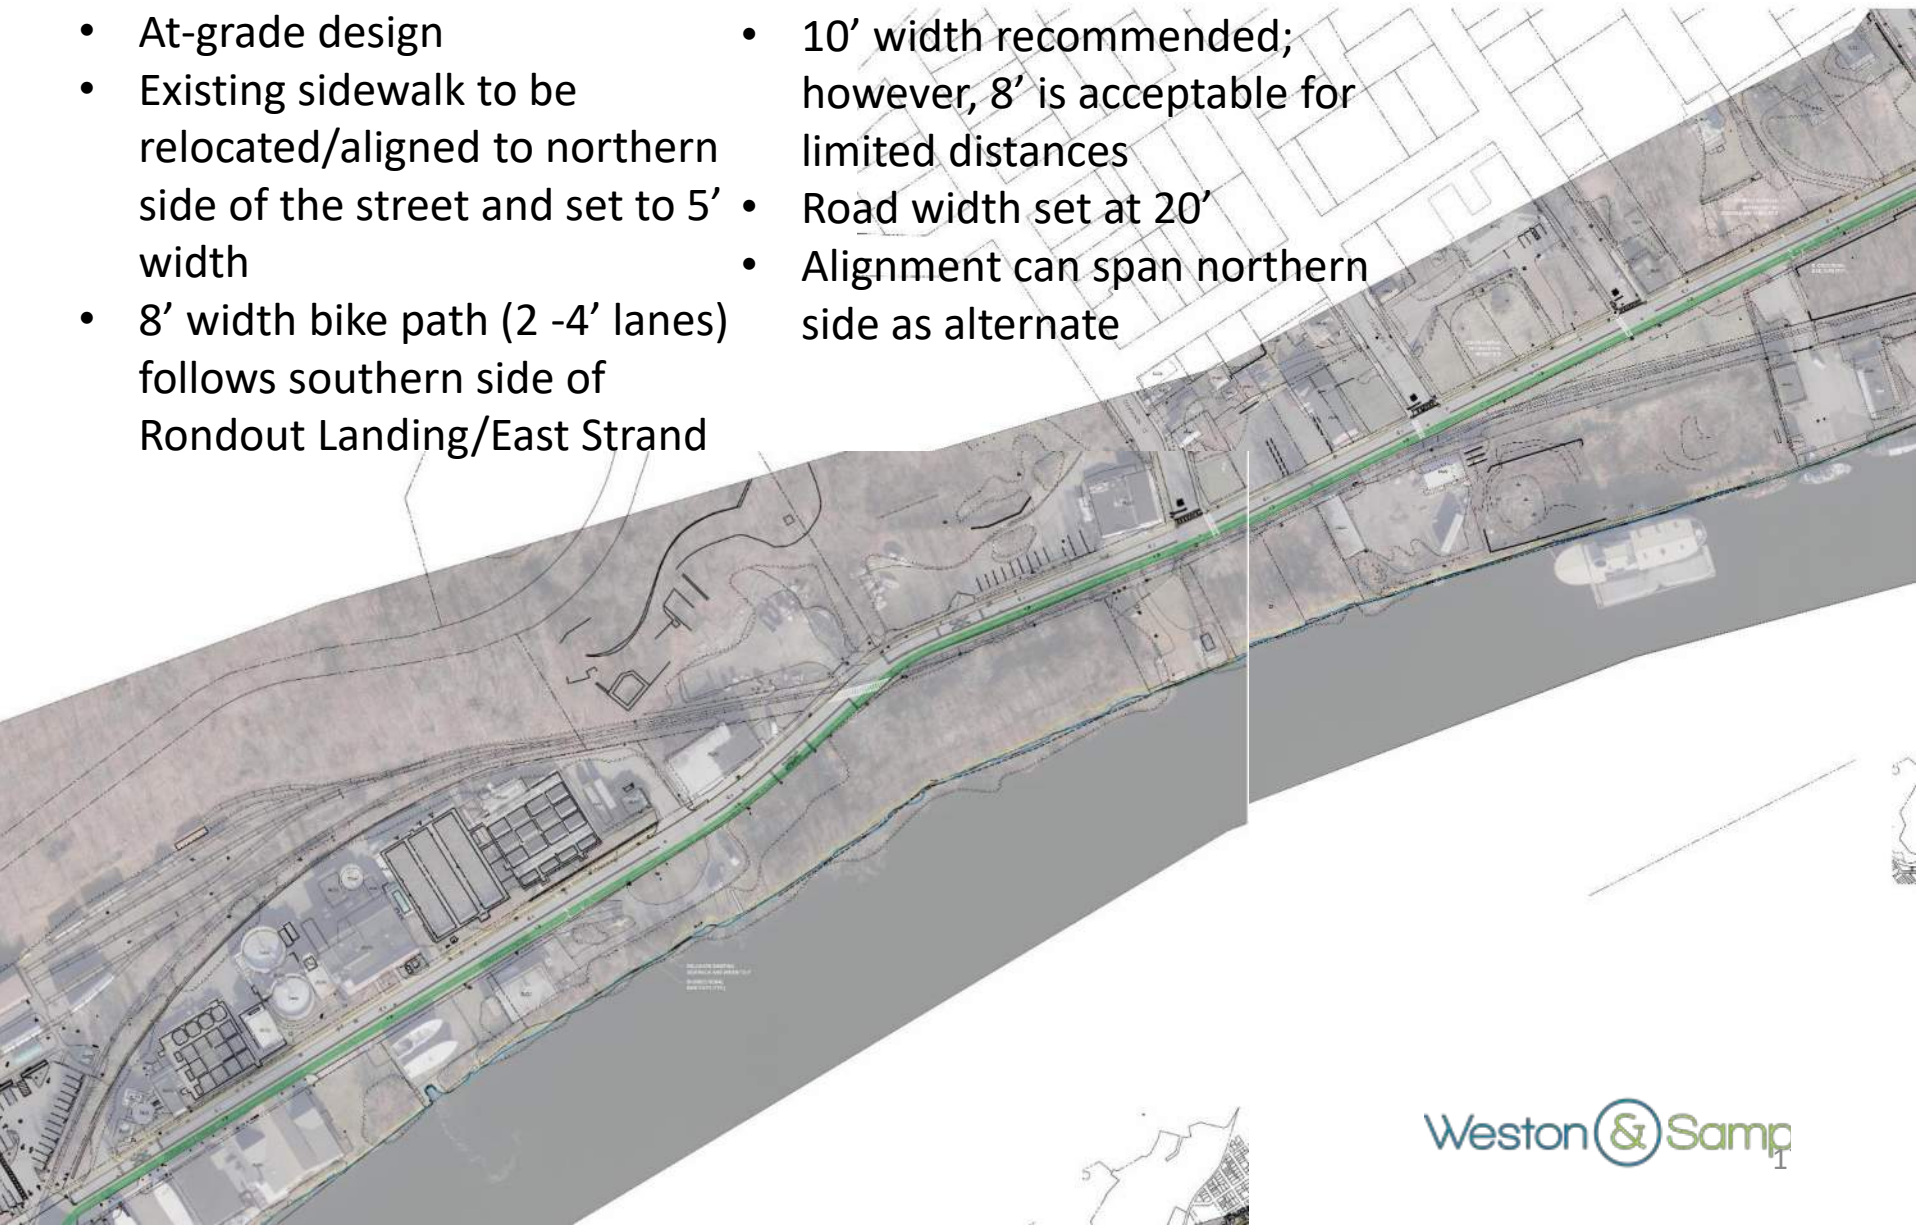 • At-grade design
• Existing sidewalk to be
relocated/aligned to northern
side of the street and set to 5’
width
• 8’ width bike path (2 -4’ lanes)
follows southern side of
Rondout Landing/East Strand
• 10’ width recommended;
however, 8’ is acceptable for
limited distances
• Road width set at 20’
• Alignment can span northern
side as alternate
Weston & Samp
1